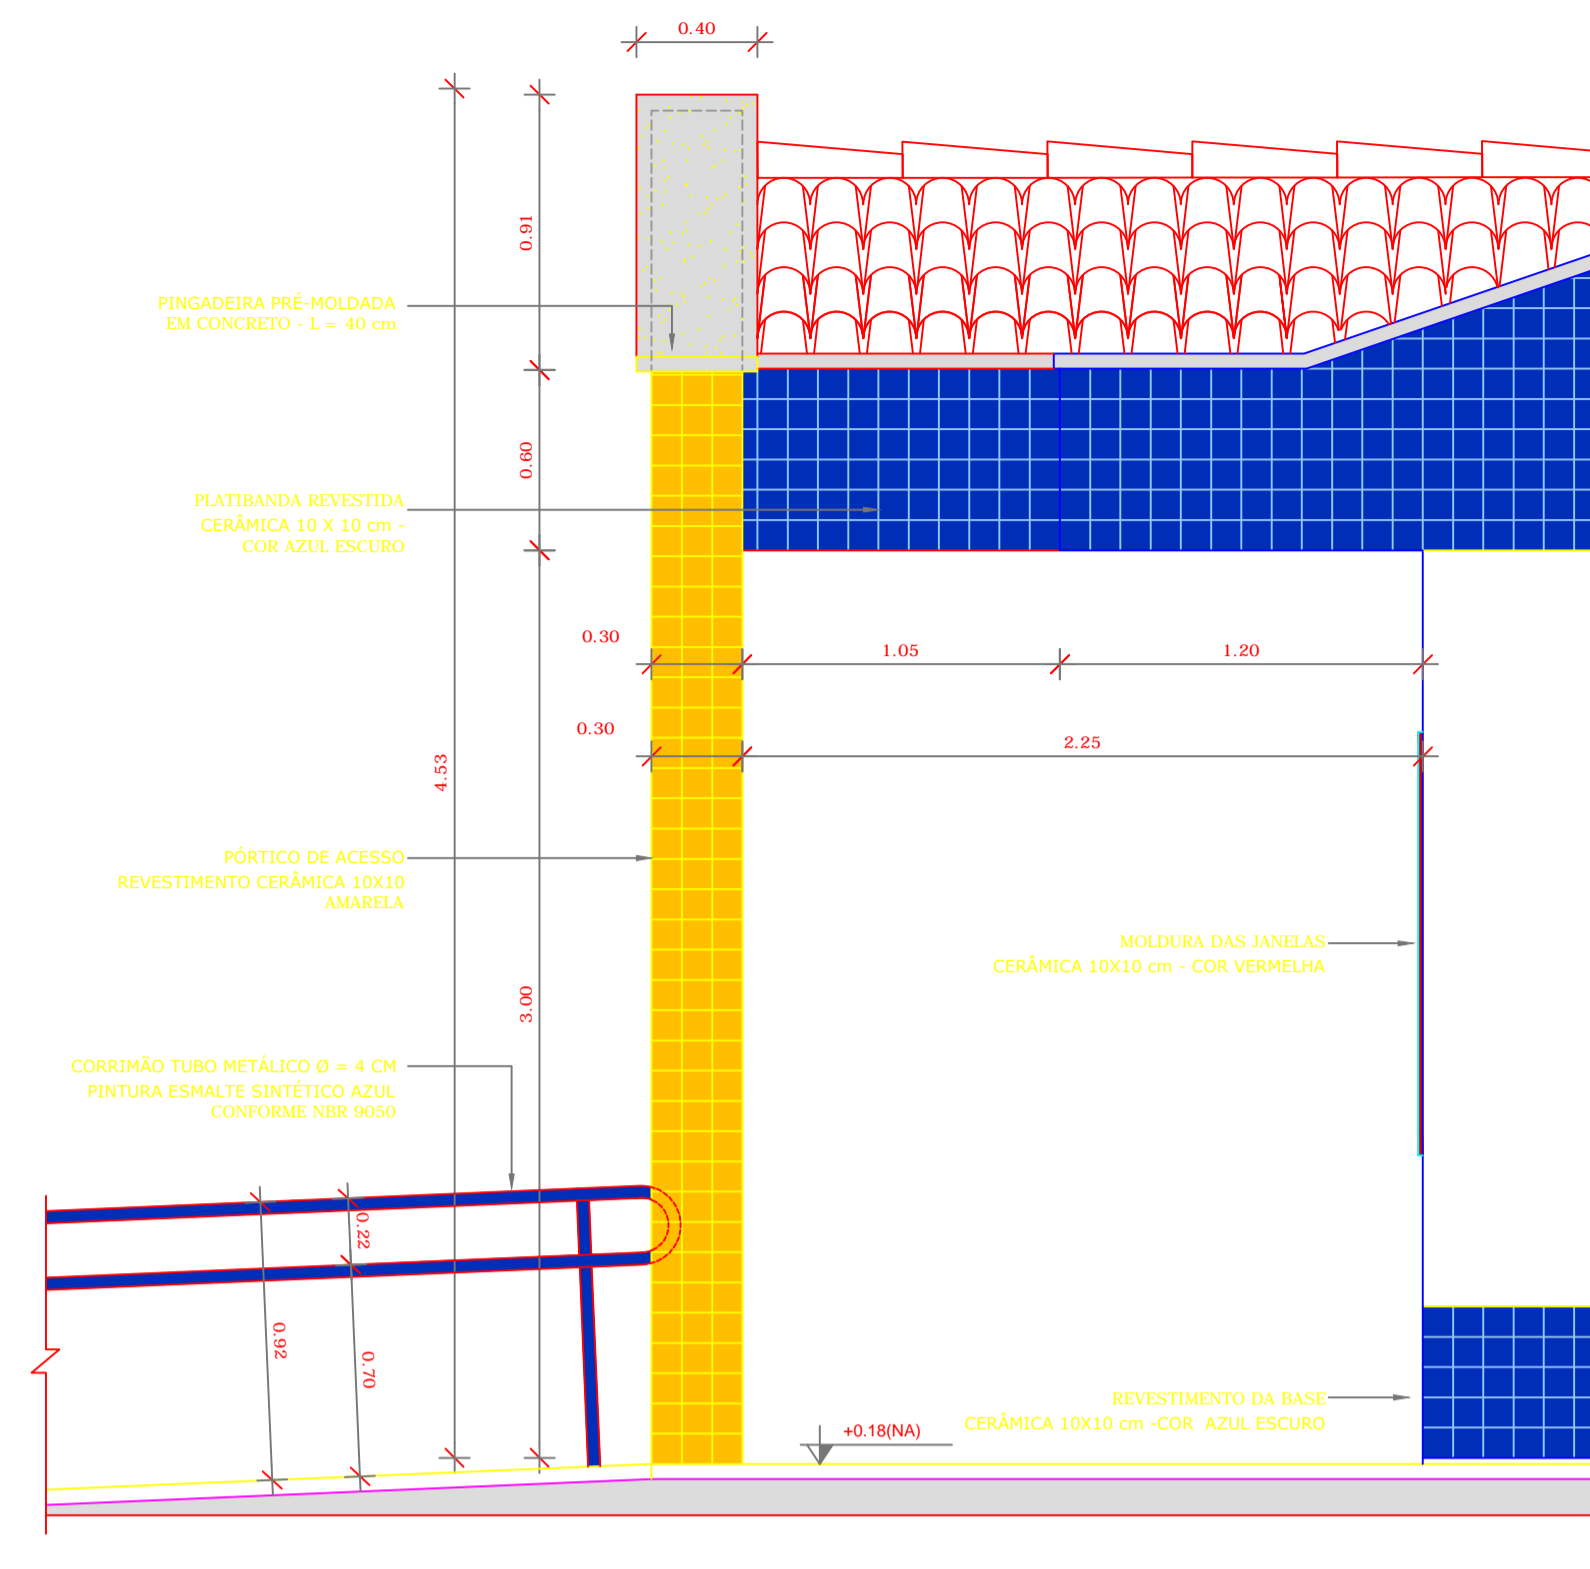 0.40
0.91
PINGADEIRA PRÉ-MOLDADA
EM CONCRETO - L = 40 cm
0.60
PLATIBANDA REVESTIDA
CERÂMICA 10 X 10 cm -
COR AZUL ESCURO
0.30
1.05
1.20
0.30
2.25
4.53
PÓRTICO DE ACESSO
REVESTIMENTO CERÂMICA 10X10
AMARELA
MOLDURA DAS JANELAS
CERÂMICA 10X10 cm - COR VERMELHA
3.00
CORRIMÃO TUBO METÁLICO Ø = 4 CM
PINTURA ESMALTE SINTÉTICO AZUL
CONFORME NBR 9050
0.22
0.92
0.70
REVESTIMENTO DA BASE
CERÂMICA 10X10 cm -COR AZUL ESCURO
+0.18(NA)